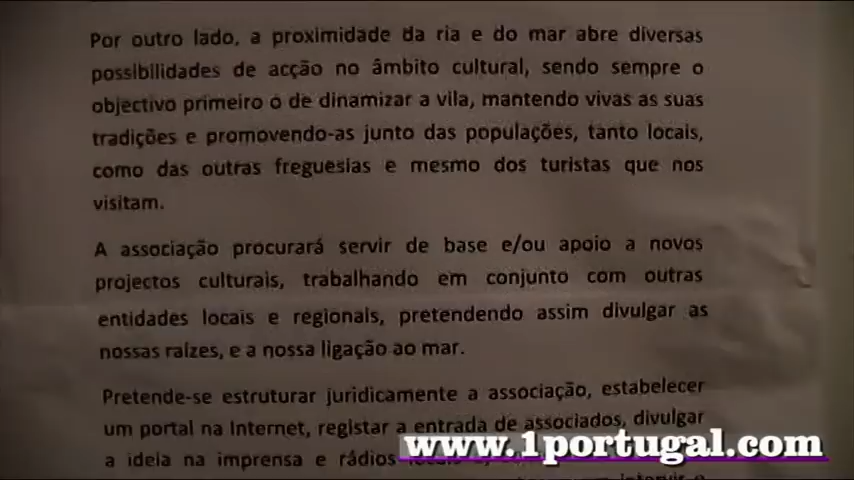 Por outro lado, a proximidade da ria e do mar abre diversas
possibilidades de acção no âmbito cultural, sendo sempre o
objectivo primeiro o de dinamizar a vila, mantendo vivas as suas
tradições e promovendo-as junto das populações, tanto locais,
como das outras freguesias e mesmo dos turistas que nos
visitam.
A associação procurará servir de base e/ou apoio a novos
projectos culturais, trabalhando em conjunto com outras
entidades locais e regionais, pretendendo assim divulgar as
nossas raízes, e a nossa ligação ao mar.
Pretende-se estruturar juridicamente a associação, estabelecer
um portal na Internet, registar a entrada de associados, divulgar
a ideia na imprensa e rádios
www.1portugal.com